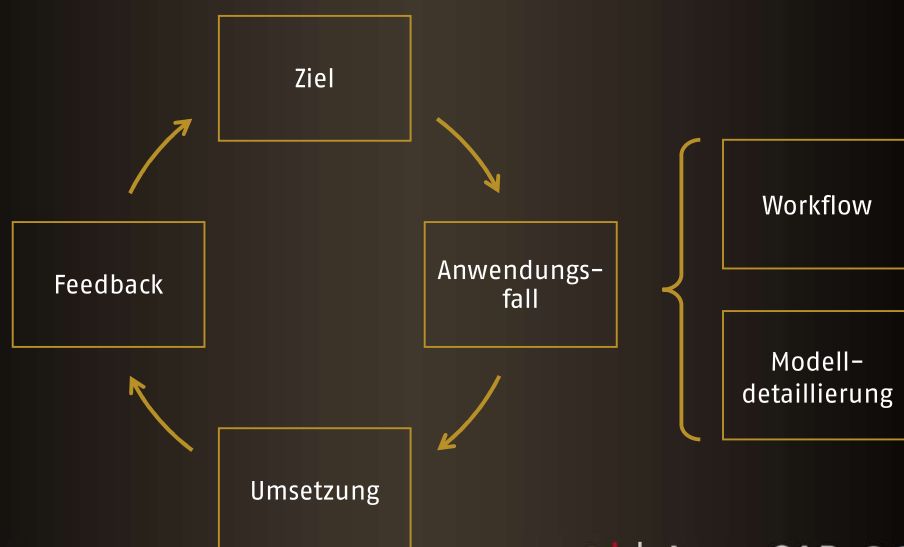 Ziel
Feedback
Anwendungs-
fall
Workflow
Modell-
detaillierung
Umsetzung